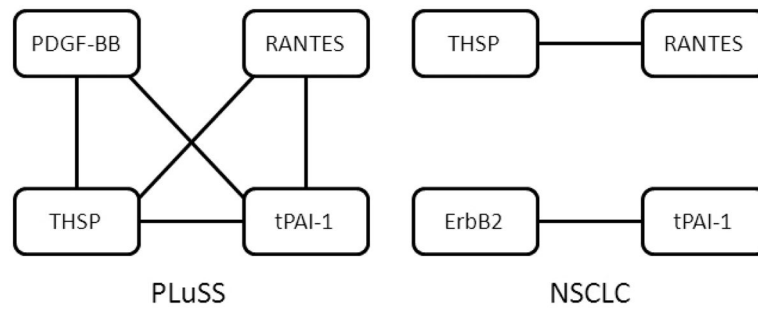 PDGF-BB RANTES THSP RANTES
THSP tPAI-1 ErbB2 tPAI-1
PLuSS NSCLC